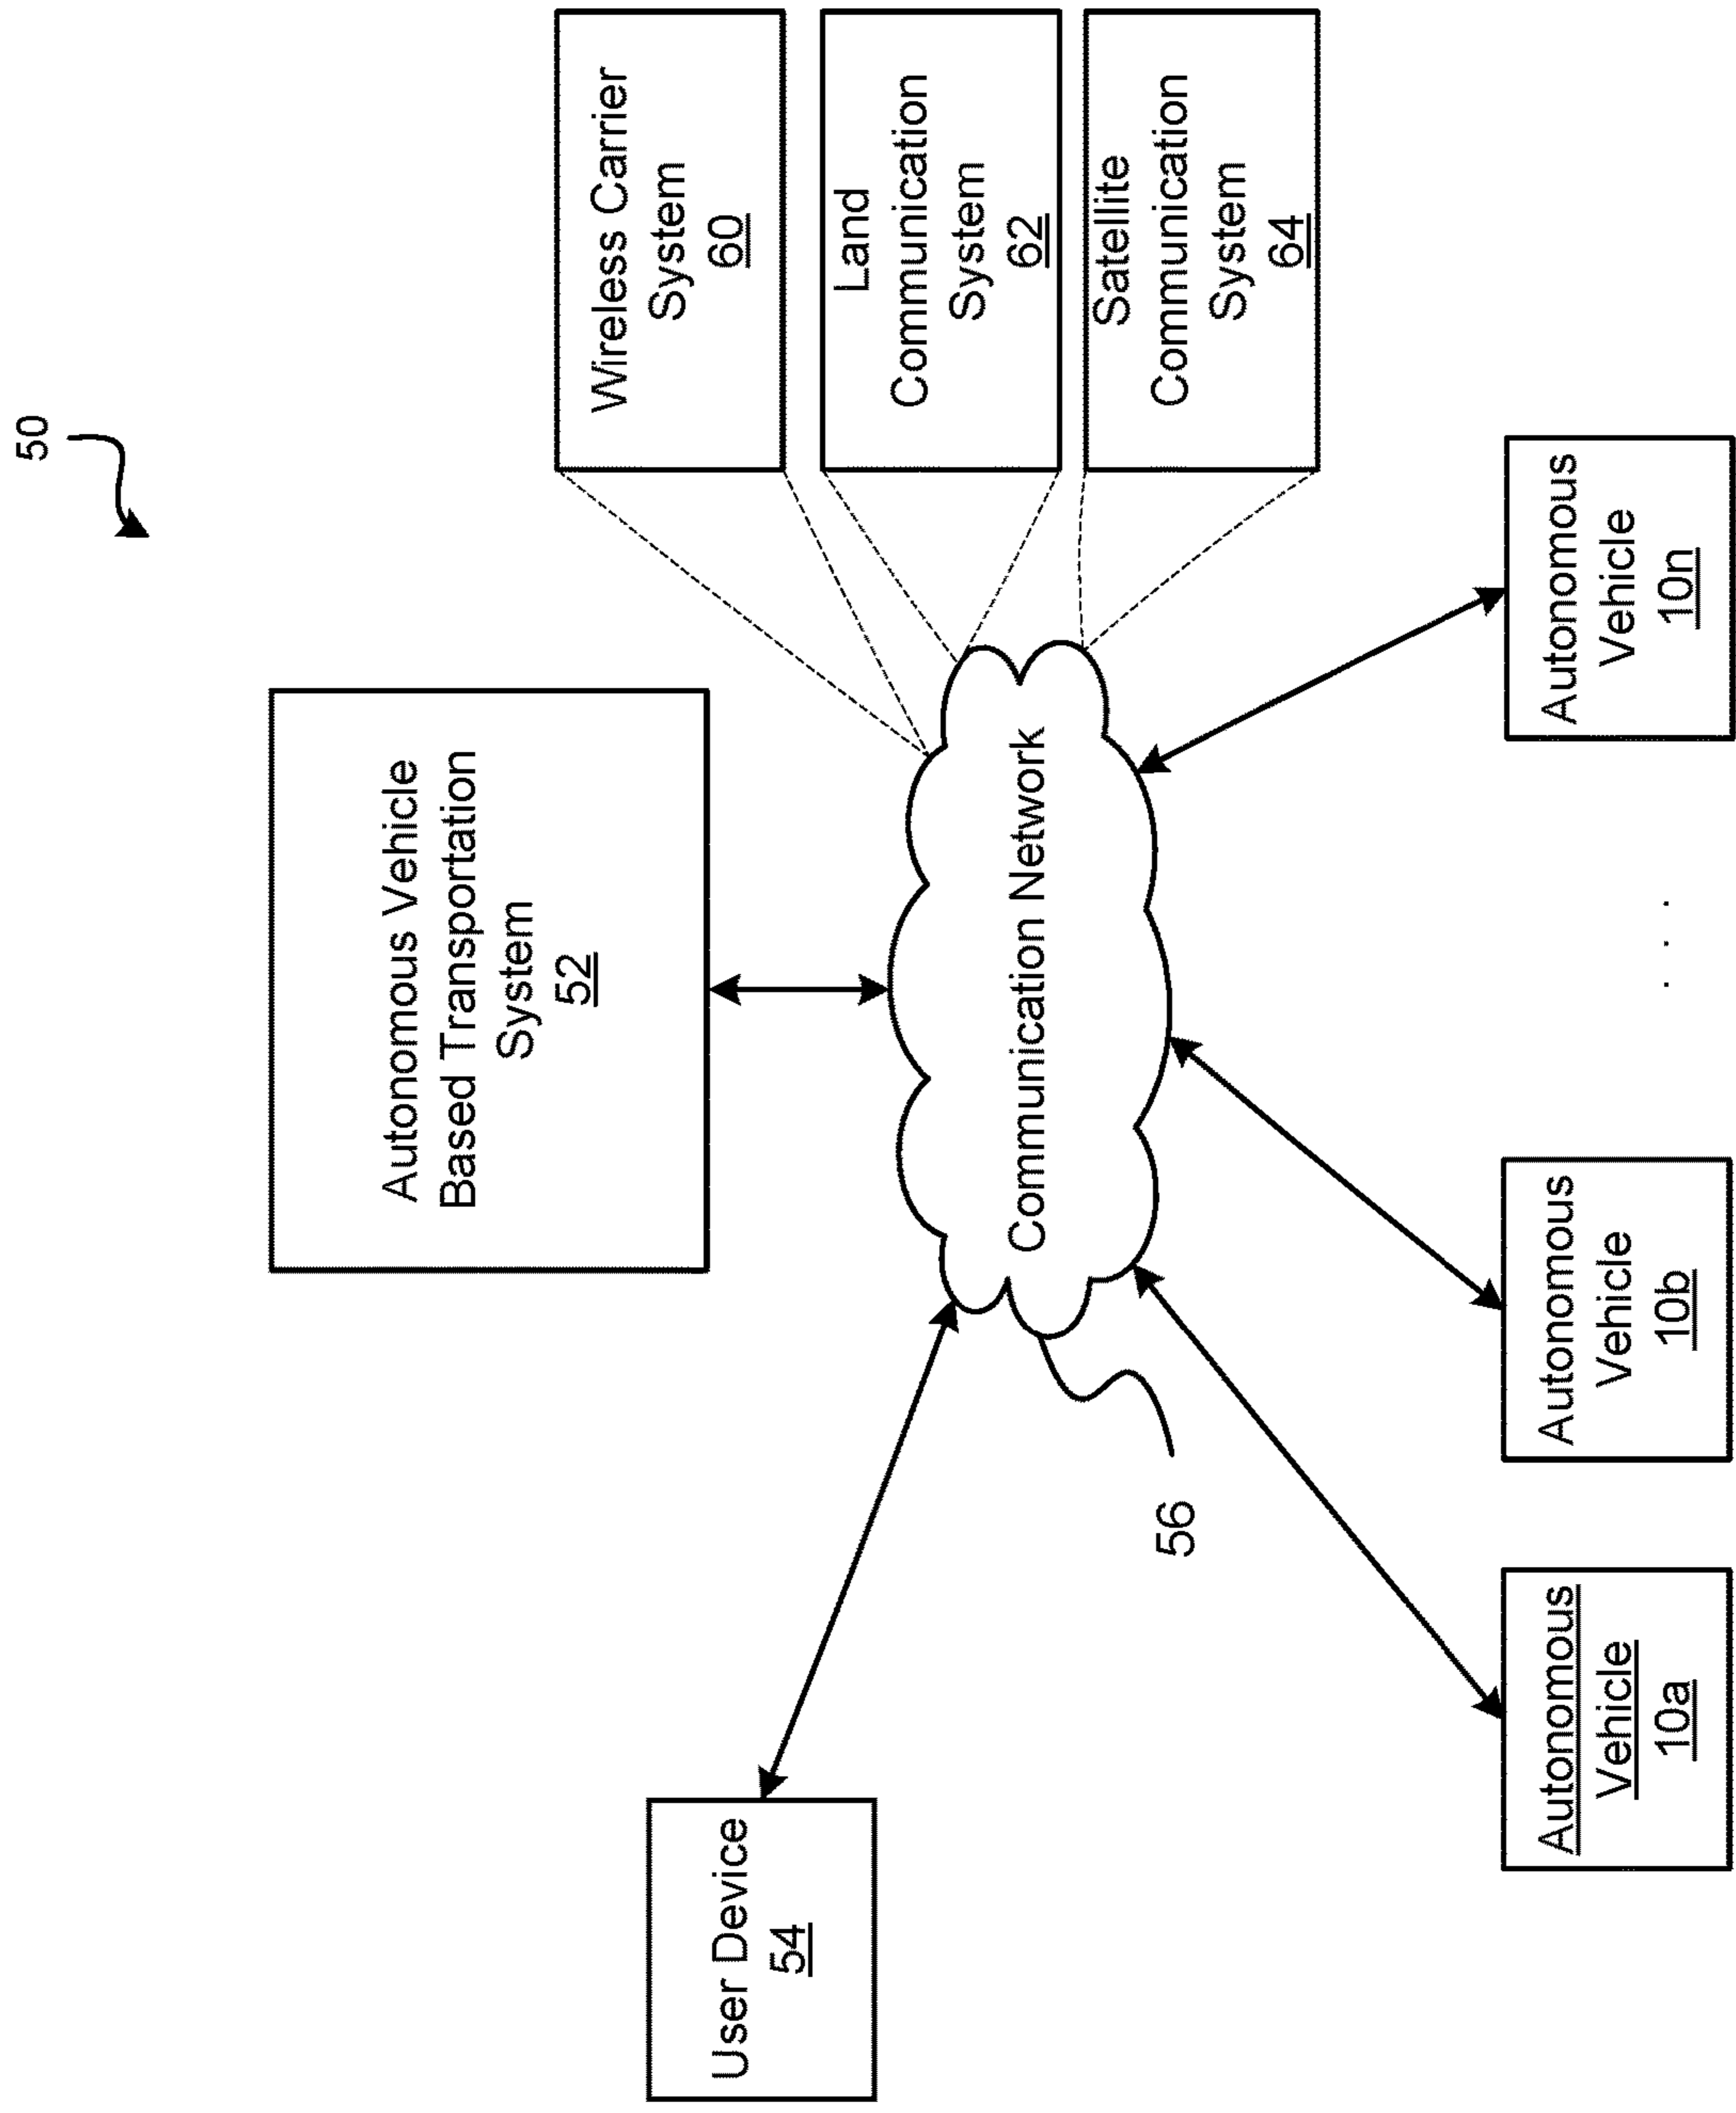 50
Autonomous Vehicle
Based Transportation
System
52
User Device
54
Wireless Carrier
System
60
Land
Communication
System
62
Satellite
Communication
System
64
Communication Network
56
Autonomous
Vehicle
10a
Autonomous
Vehicle
10b
. . .
Autonomous
Vehicle
10n